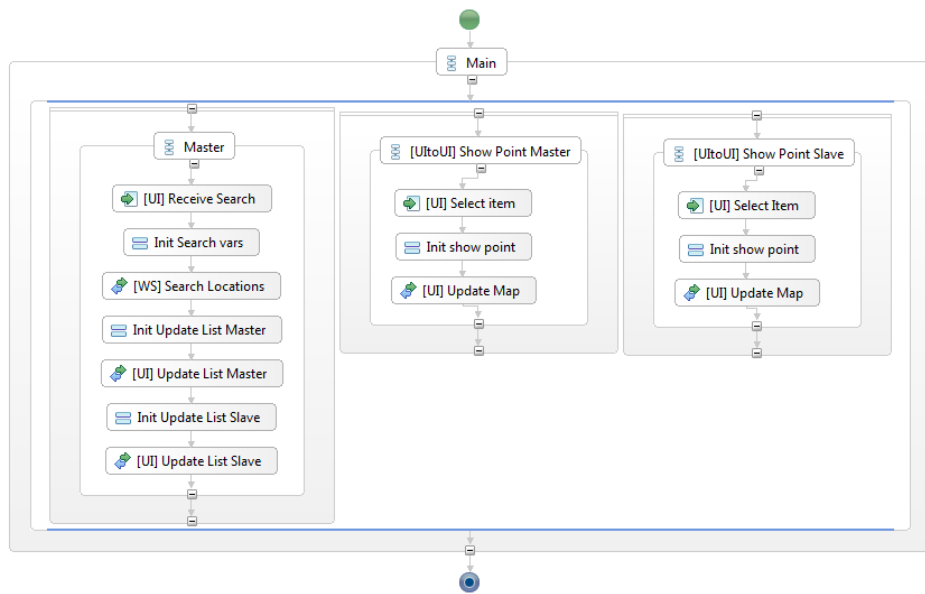 Main
Master
[UI] Receive Search
Init Search vars
[WS] Search Locations
Init Update List Master
[UI] Update List Master
Init Update List Slave
[UI] Update List Slave
[UItoUI] Show Point Master
[UI] Select item
Init show point
[UI] Update Map
[UItoUI] Show Point Slave
[UI] Select Item
Init show point
[UI] Update Map